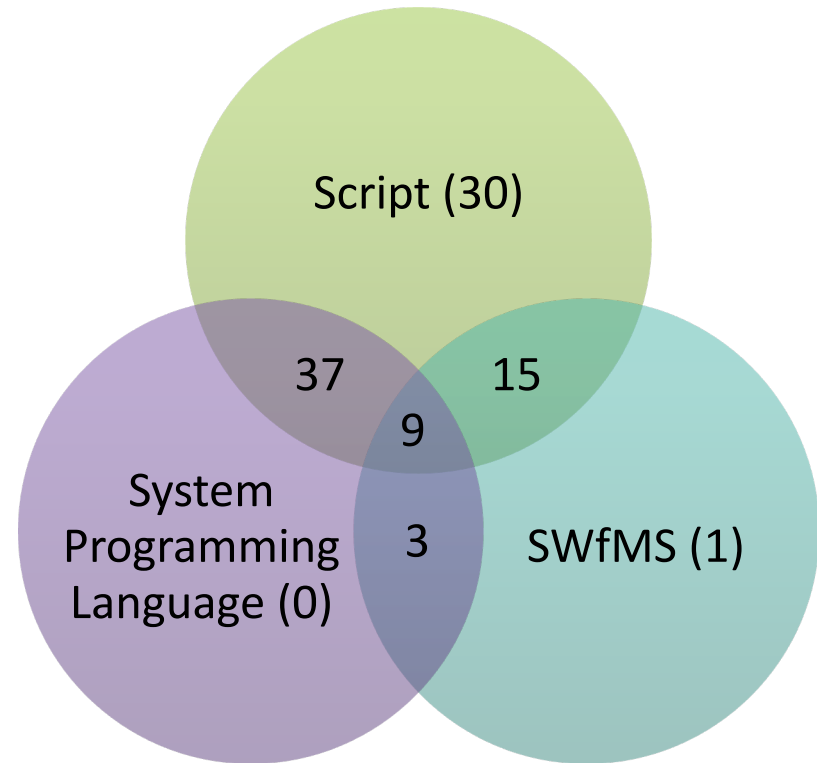 Script (30)
37
15
9
System
Programming
Language (0)
3
SWfMS (1)